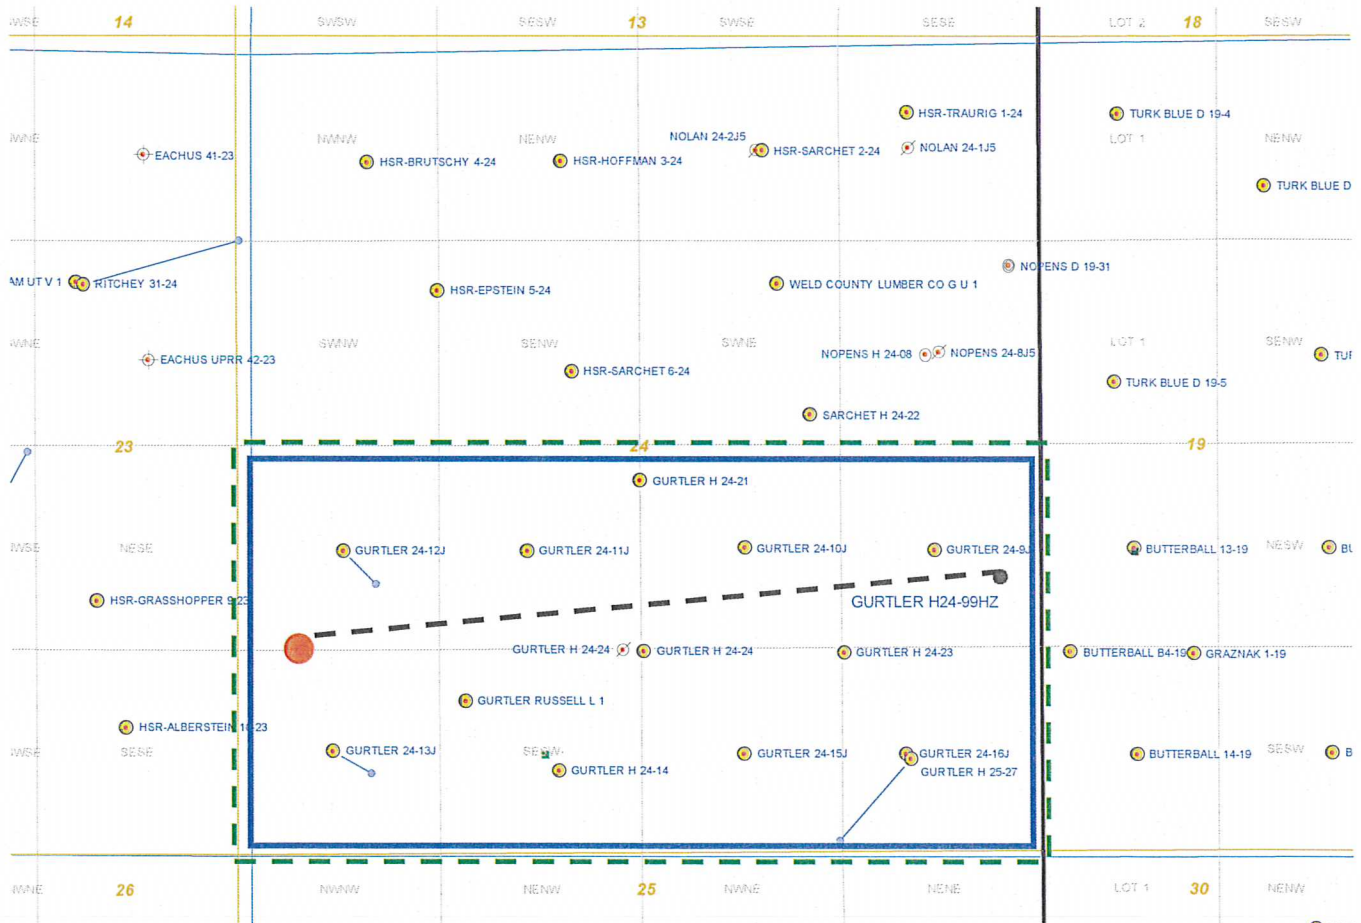 14
SWSW
SESW
13
SWSE
SESE
LOT 2
18
SESW
HSR-TRAURIG 1-24
TURK BLUE D 19-4
NWNW
NENW
NOLAN 24-2J5
LOT 1
NENW
EACHUS 41-23
HSR-BRUTSCHY 4-24
HSR-HOFFMAN 3-24
HSR-SARCHET 2-24
NOLAN 24-1J5
TURK BLUE D
NOPENS D 19-31
UT V 1
RITCHEY 31-24
HSR-EPSTEIN 5-24
WELD COUNTY LUMBER CO G U 1
SWNW
SENW
SWNE
LOT 1
SENW
EACHUS UPRR 42-23
NOPENS H 24-08
NOPENS 24-8J5
HSR-SARCHET 6-24
TURK BLUE D 19-5
SARCHET H 24-22
23
24
19
GURTLER H 24-21
NESE
GURTLER 24-12J
GURTLER 24-11J
GURTLER 24-10J
GURTLER 24-9J
BUTTERBALL 13-19
NESW
HSR-GRASSHOPPER 9-23
GURTLER H24-99HZ
GURTLER H 24-24
GURTLER H 24-24
GURTLER H 24-23
BUTTERBALL B4-19
GRAZNAK 1-19
GURTLER RUSSELL L 1
HSR-ALBERSTEIN 10-23
SESE
GURTLER 24-13J
SESW
GURTLER 24-15J
GURTLER 24-16J
BUTTERBALL 14-19
SESW
GURTLER H 24-14
GURTLER H 25-27
26
NWNW
NENW
25
NWNE
NENE
LOT 1
30
NENW